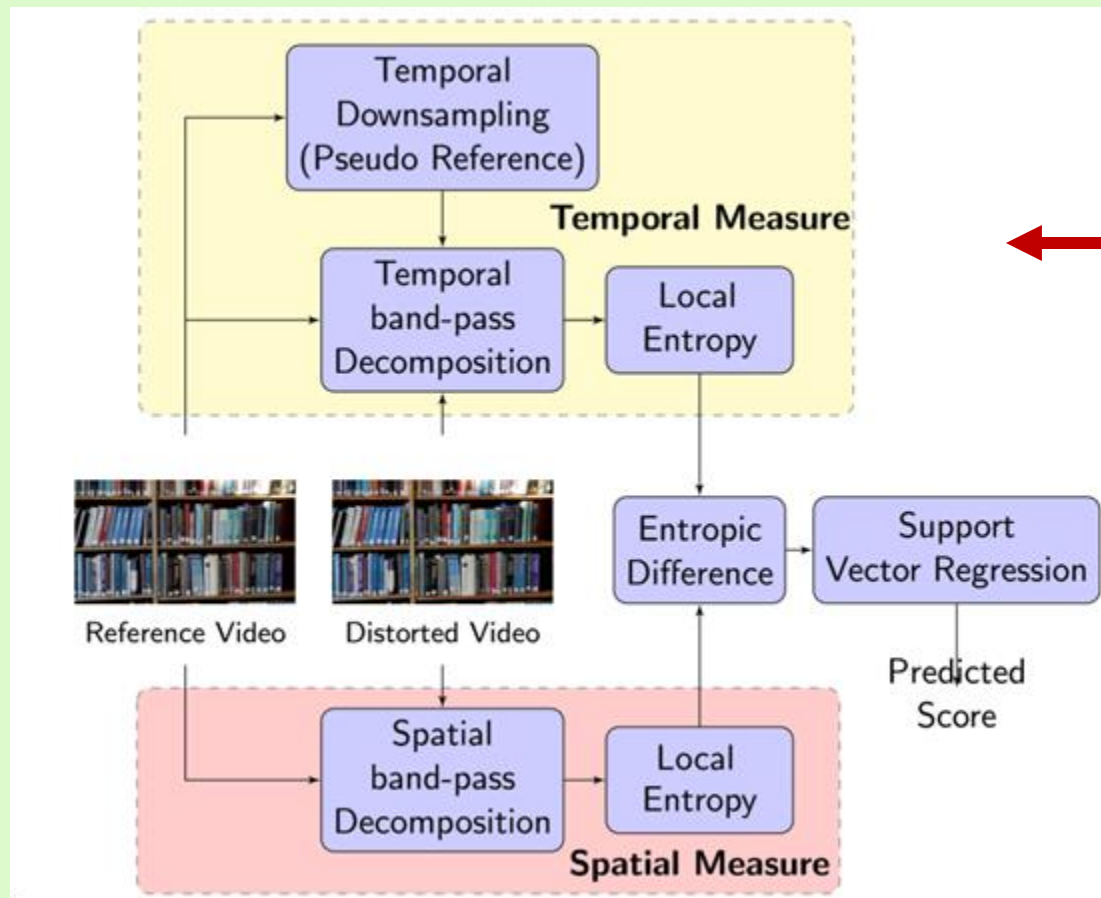 Temporal
Downsampling
(Pseudo Reference)
Temporal Measure
Temporal
band-pass
Decomposition
Local
Entropy
Entropic
Difference
Support
Vector Regression
Reference Video
Distorted Video
Predicted
Score
Spatial
band-pass
Decomposition
Local
Entropy
Spatial Measure